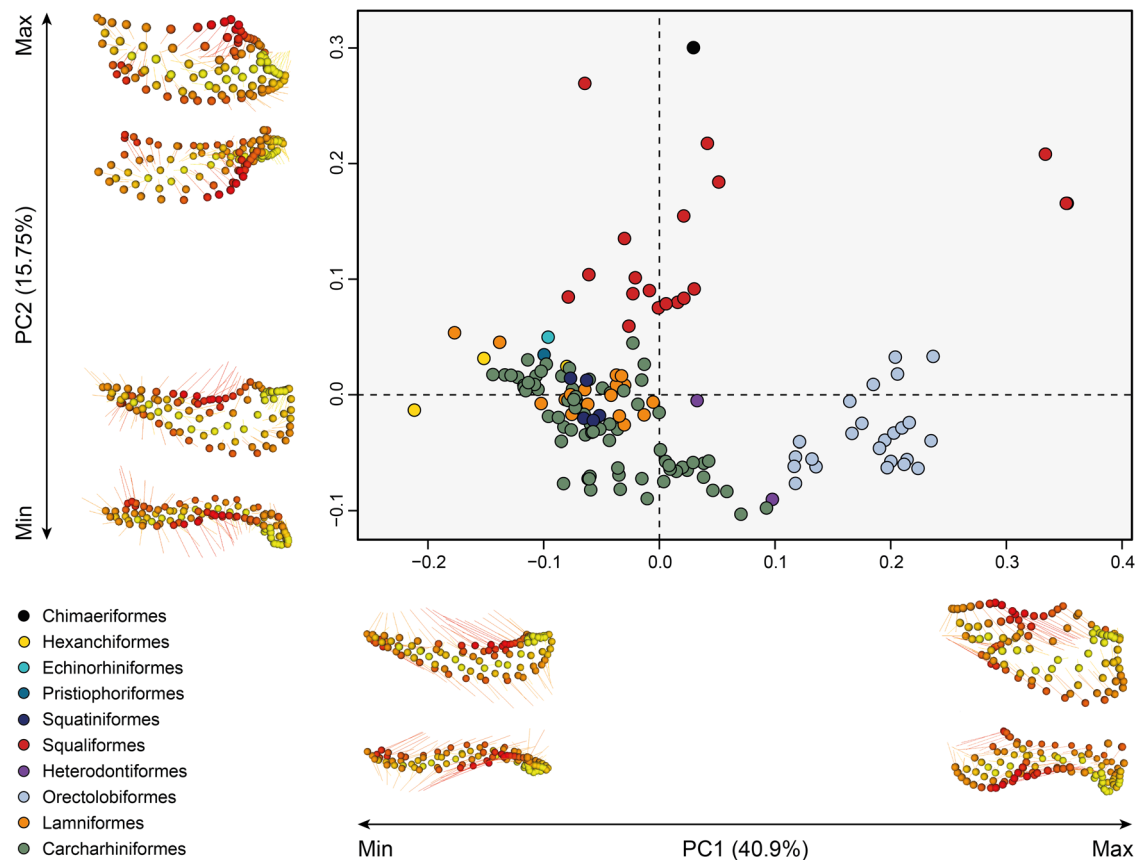 Max
PC2 (15.75%)
Min
0.3
0.2
0.1
0.0
−0.1
−0.2
−0.1
0.0
0.1
0.2
0.3
0.4
Chimaeriformes
Hexanchiformes
Echinorhiniformes
Pristiophoriformes
Squatiniformes
Squaliformes
Heterodontiformes
Orectolobiformes
Lamniformes
Carcharhiniformes
Min
PC1 (40.9%)
Max